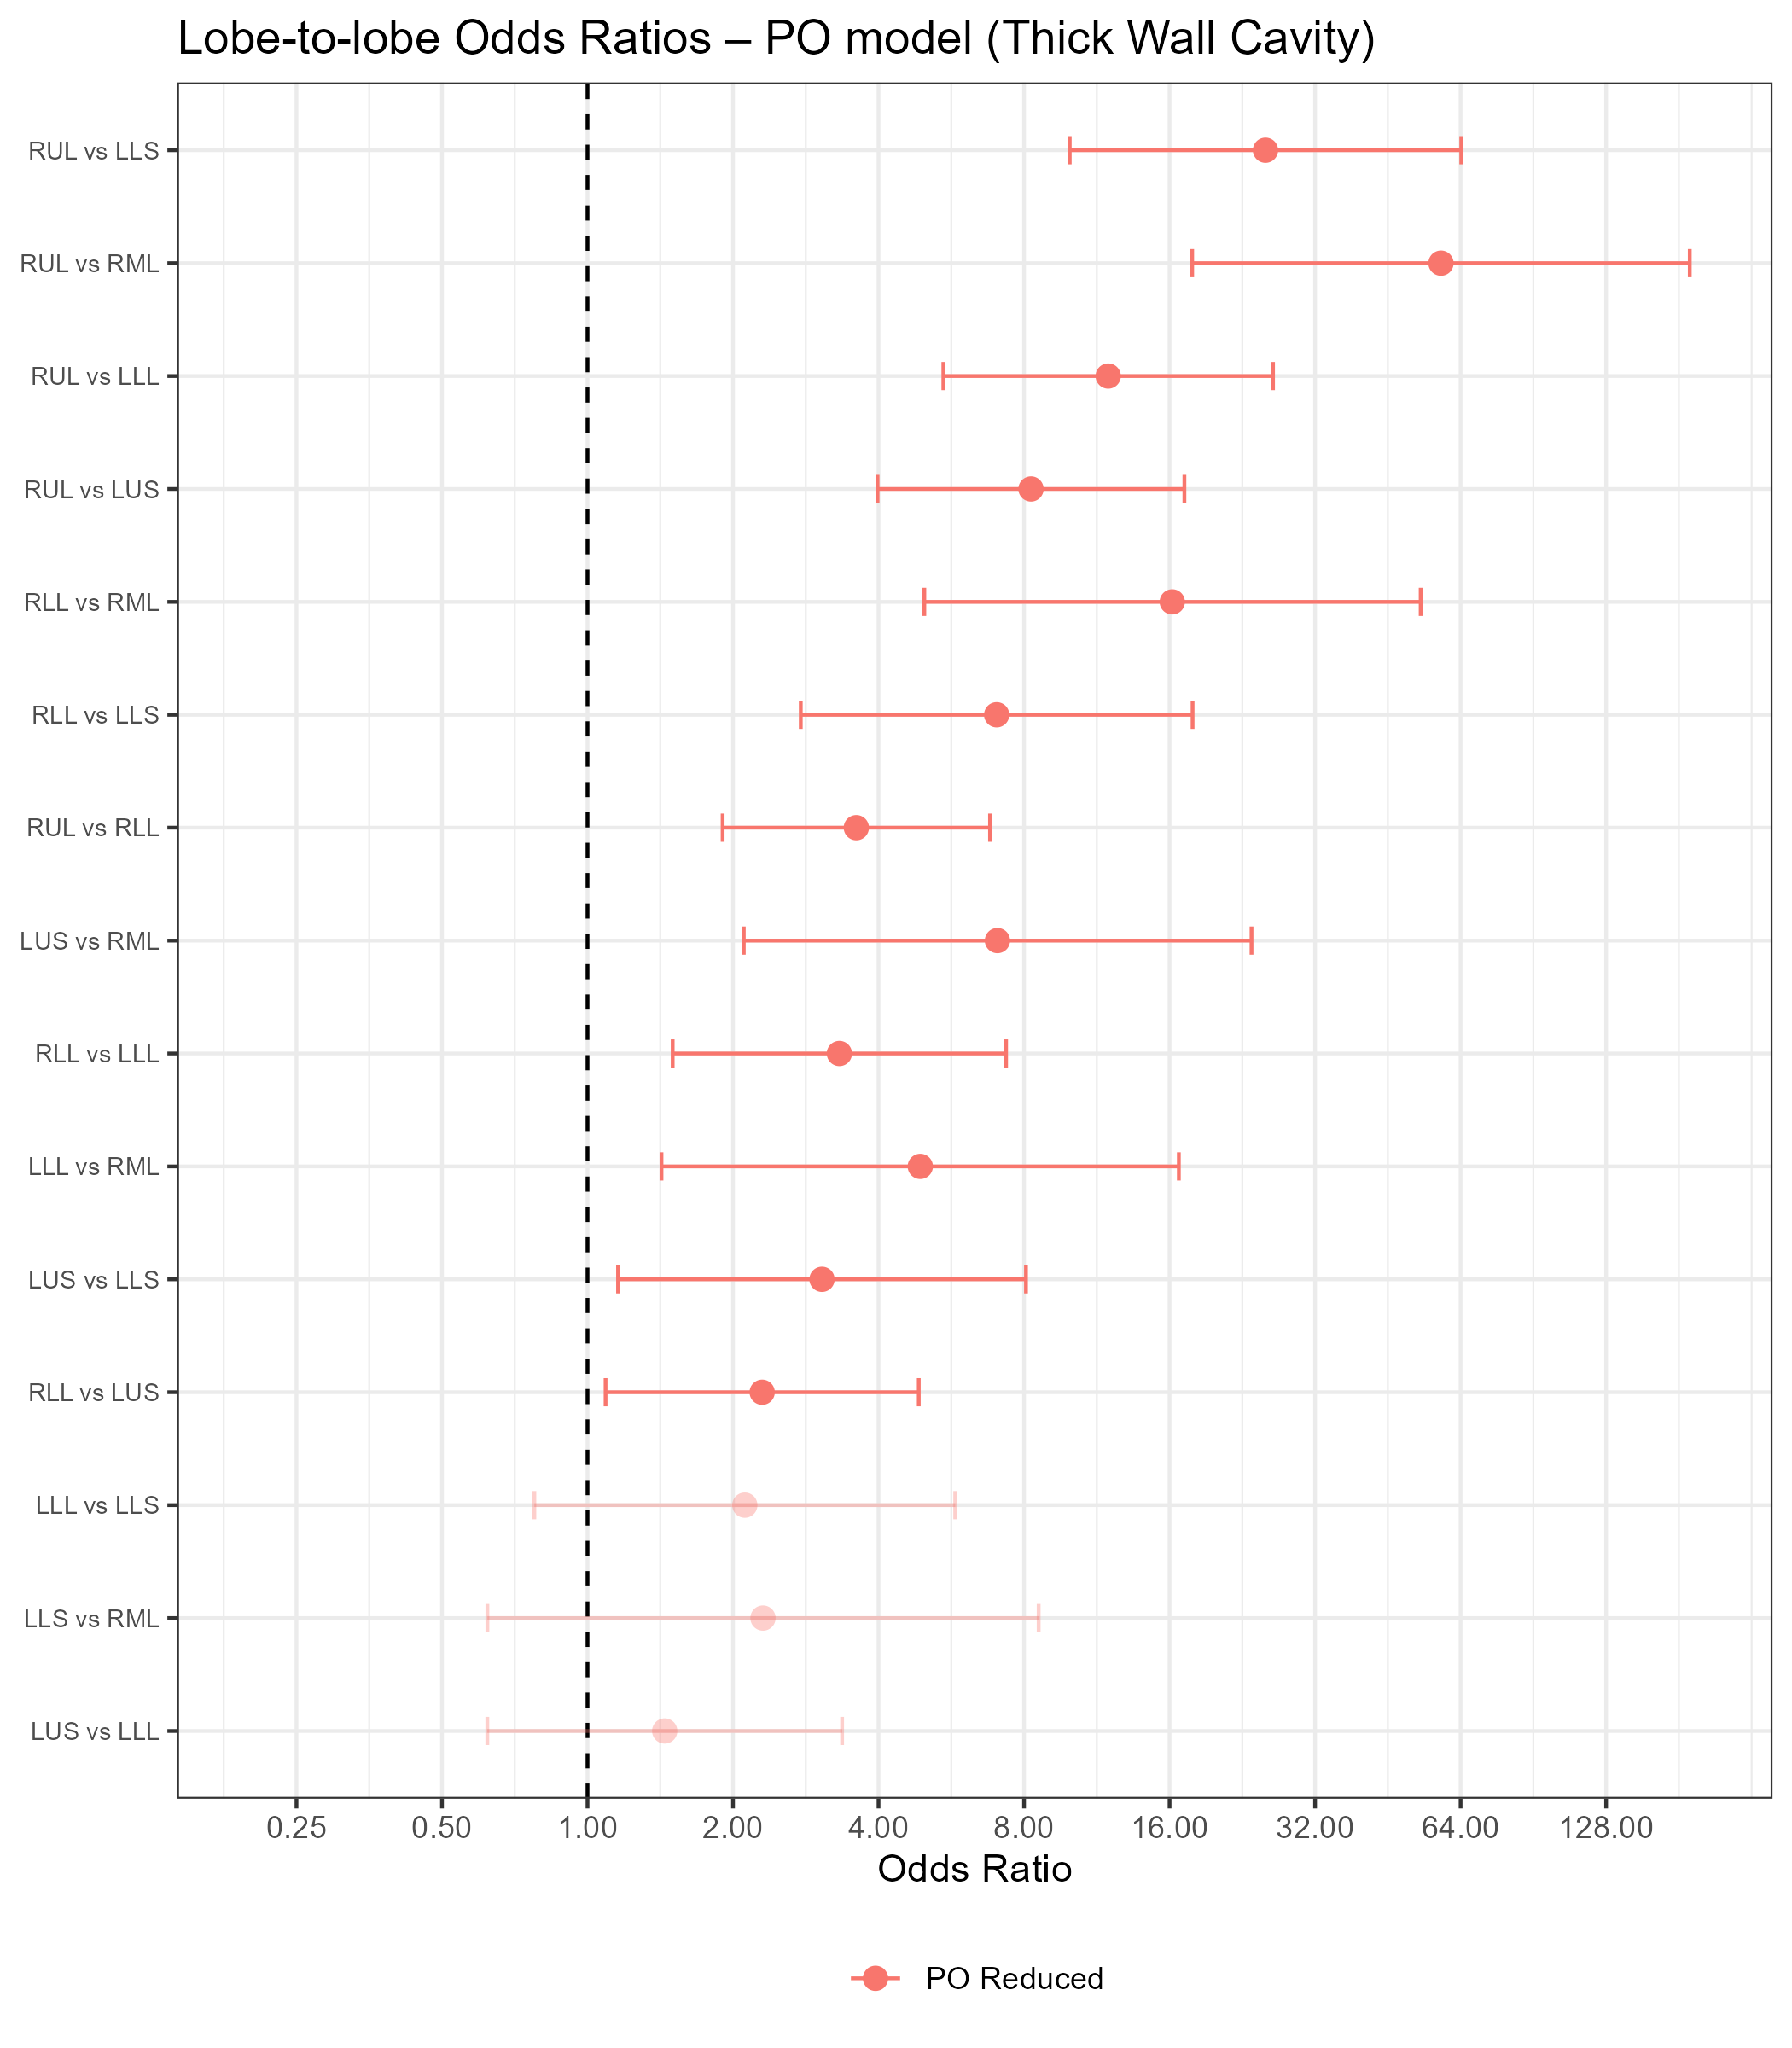 Lobe-to-lobe Odds Ratios – PO model (Thick Wall Cavity)
RUL vs LLS
RUL vs RML
RUL vs LLL
RUL vs LUS
RLL vs RML
RLL vs LLS
RUL vs RLL
LUS vs RML
RLL vs LLL
LLL vs RML
LUS vs LLS
RLL vs LUS
LLL vs LLS
LLS vs RML
LUS vs LLL
0.25 0.50 1.00 2.00 4.00 8.00 16.00 32.00 64.00 128.00
Odds Ratio
PO Reduced